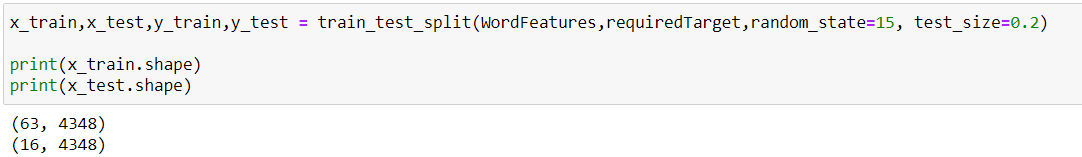 x_train,x_test,y_train,y_test = train_test_split(WordFeatures,requiredTarget,random_state=15, test_size=0.2)
print(x_train.shape)
print(x_test.shape)
(63, 4348)
(16, 4348)